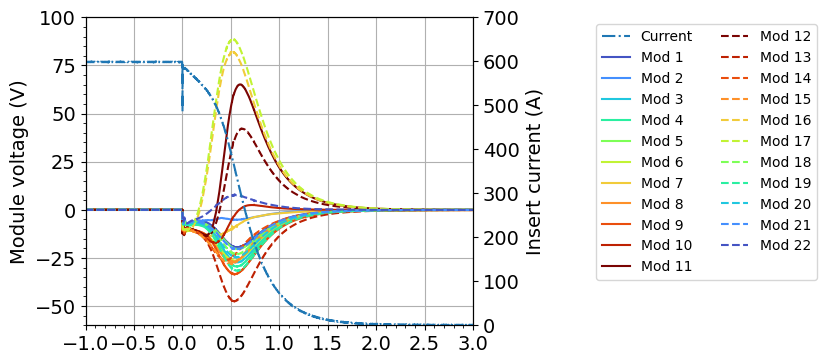 100
75
50
25
0
−25
−50
Module voltage (V)
−1.0
−0.5
0.0
0.5
1.0
1.5
2.0
2.5
3.0
700
600
500
400
300
200
100
0
Insert current (A)
Current
Mod 1
Mod 2
Mod 3
Mod 4
Mod 5
Mod 6
Mod 7
Mod 8
Mod 9
Mod 10
Mod 11
Mod 12
Mod 13
Mod 14
Mod 15
Mod 16
Mod 17
Mod 18
Mod 19
Mod 20
Mod 21
Mod 22